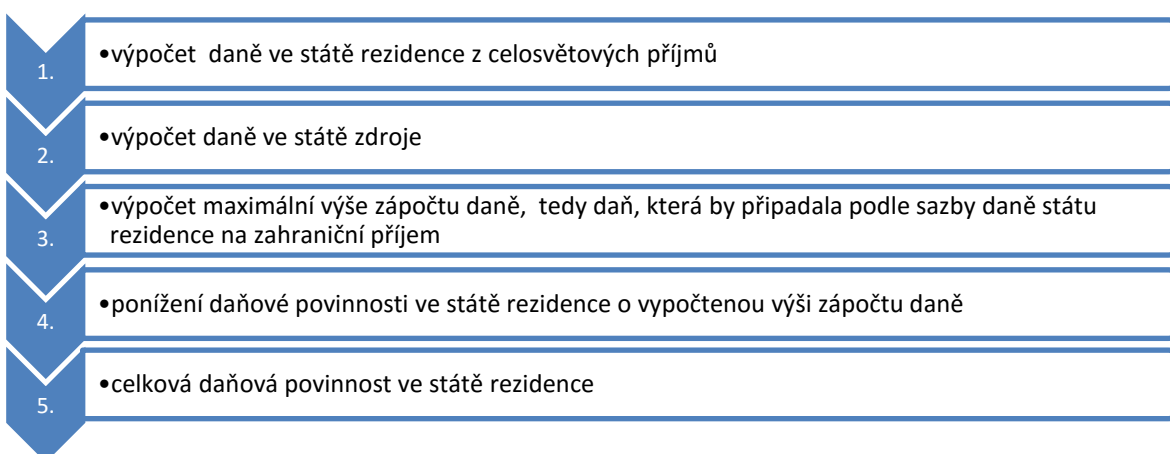 1.
•výpočet daně ve státě rezidence z celosvětových příjmů
2.
•výpočet daně ve státě zdroje
3.
•výpočet maximální výše zápočtu daně, tedy daň, která by připadala podle sazby daně státu
rezidence na zahraniční příjem
4.
•ponížení daňové povinnosti ve státě rezidence o vypočtenou výši zápočtu daně
5.
•celková daňová povinnost ve státě rezidence